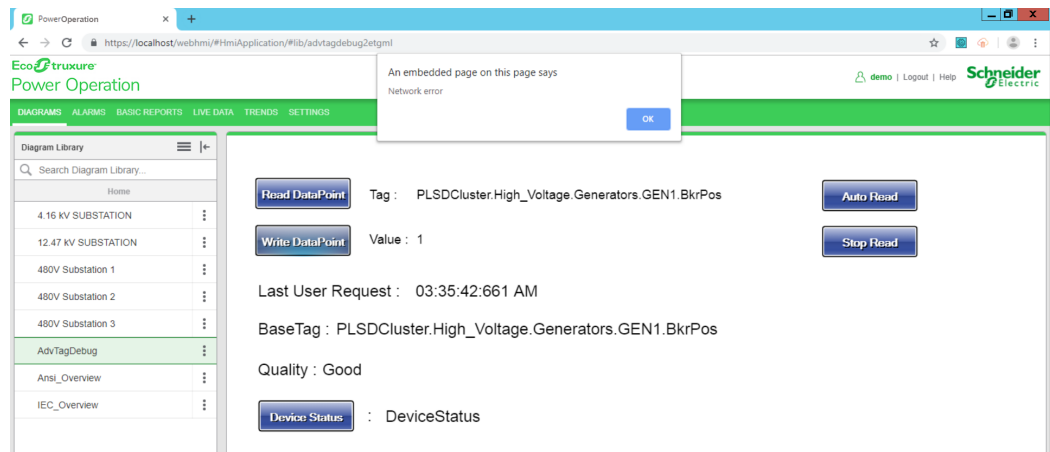 PowerOperation
https://localhost/webhmi/#HmiApplication/#lib/advtagdebug2etgml
EcoStruxure
Power Operation
An embedded page on this page says
Network error
OK
demo | Logout | Help
Schneider
Electric
DIAGRAMS ALARMS BASIC REPORTS LIVE DATA TRENDS SETTINGS
Diagram Library
Search Diagram Library...
Home
4.16 kV SUBSTATION
12.47 kV SUBSTATION
480V Substation 1
480V Substation 2
480V Substation 3
AdvTagDebug
Ansi_Overview
IEC_Overview
Read DataPoint Tag : PLSDCluster.High_Voltage.Generators.GEN1.BkrPos Auto Read
Write DataPoint Value : 1 Stop Read
Last User Request : 03:35:42:661 AM
BaseTag : PLSDCluster.High_Voltage.Generators.GEN1.BkrPos
Quality : Good
Device Status : DeviceStatus